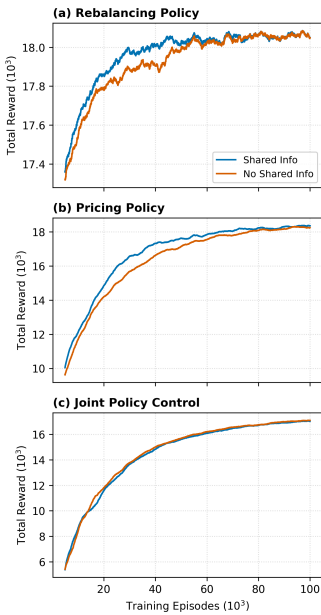 (a) Rebalancing Policy
18.0
17.8
17.6
17.4
Total Reward (10³)
Shared Info
No Shared Info
(b) Pricing Policy
18
16
14
12
10
Total Reward (10³)
(c) Joint Policy Control
16
14
12
10
8
6
Total Reward (10³)
20 40 60 80 100
Training Episodes (10³)